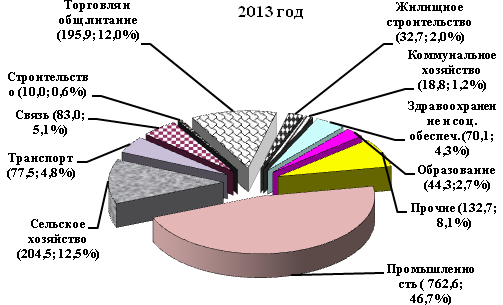 2013 год
Торговля и
общ.питание
(195,9; 12,0%)
Жилищное
строительство
(32,7; 2,0%)
Коммунальное
хозяйство
(18,8; 1,2%)
Здравоохранен
ие и соц.
обеспеч.(70,1;
4,3%)
Образование
(44,3; 2,7%)
Прочие (132,7;
8,1%)
Промышленно
сть ( 762,6;
46,7%)
Сельское
хозяйство
(204,5; 12,5%)
Транспорт
(77,5; 4,8%)
Связь (83,0;
5,1%)
Строительств
о (10,0; 0,6%)